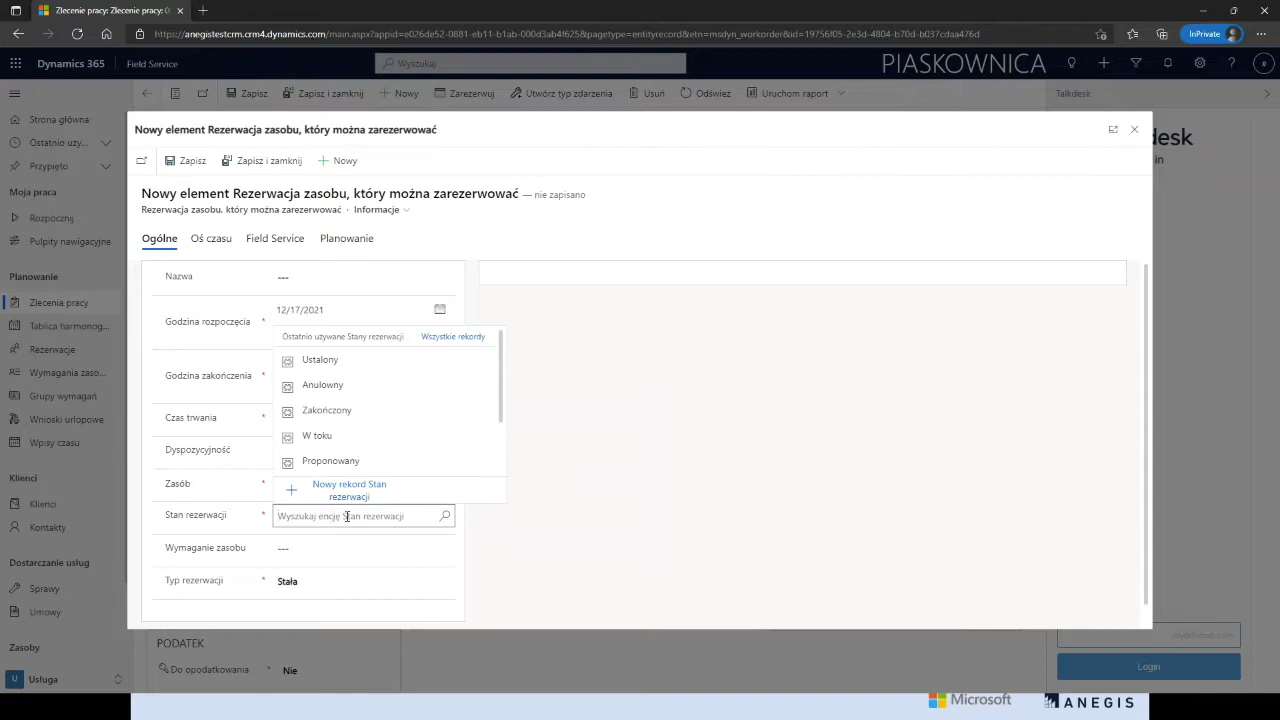 Zlecenie pracy: Zlecenie pracy: 0
https://anegistestcrm.crm4.dynamics.com/main.aspx?appid=e026de52-0881-eb11-b1ab-000d3ab4f625&pagetype=entityrecord&etn=msdyn_workorder&id=19756f05-2e3d-4804-b70d-b037cdaa476d
InPrivate
Dynamics 365
Field Service
Wyszukaj
PIASKOWNICA
Zapisz
Zapisz i zamknij
Nowy
Zarezerwuj
Utwórz typ zdarzenia
Usuń
Odśwież
Uruchom raport
Talkdesk
Strona główna
Ostatnio uży...
Przypięto
Moja praca
Rozpocznij
Pulpity nawigacyjne
Planowanie
Zlecenia pracy
Tablica harmonog...
Rezerwacje
Wymagania zaso...
Grupy wymagań
Wnioski urlopowe
Wpisy czasu
Klienci
Klienci
Kontakty
Dostarczanie usług
Sprawy
Umowy
Zasoby
U Usługa
Nowy element Rezerwacja zasobu, który można zarezerwować
Zapisz
Zapisz i zamknij
Nowy
Nowy element Rezerwacja zasobu, który można zarezerwować — nie zapisano
Rezerwacja zasobu, który można zarezerwować · Informacje
Ogólne
Oś czasu
Field Service
Planowanie
Nazwa ---
Godzina rozpoczęcia * 12/17/2021
Godzina zakończenia *
Czas trwania *
Dyspozycyjność
Zasób *
Stan rezerwacji * Wyszukaj encję Stan rezerwacji
Wymaganie zasobu ---
Typ rezerwacji * Stała
Ostatnio używane Stany rezerwacji
Wszystkie rekordy
Ustalony
Anulowny
Zakończony
W toku
Proponowany
Nowy rekord Stan
rezerwacji
desk
in
Login
PODATEK
Do opodatkowania * Nie
Microsoft
ANEGIS